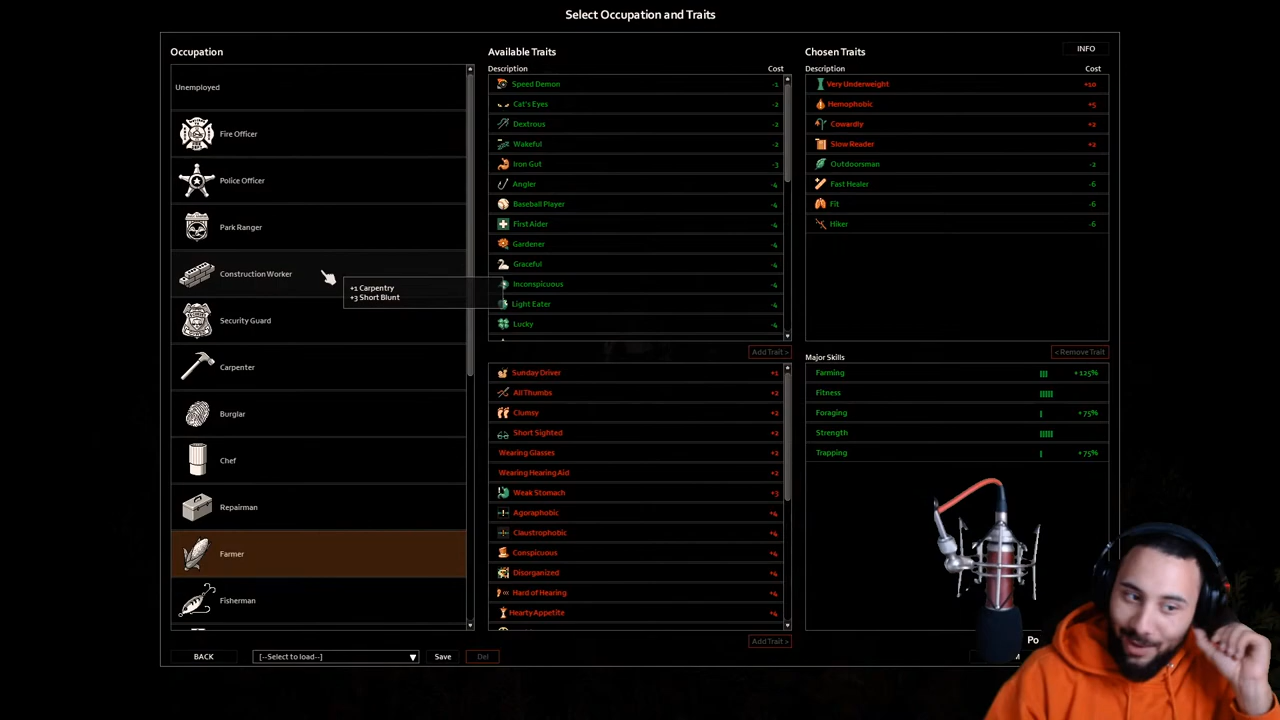 Select Occupation and Traits
Occupation
Unemployed
Fire Officer
Police Officer
Park Ranger
Construction Worker
+1 Carpentry
+3 Short Blunt
Security Guard
Carpenter
Burglar
Chef
Repairman
Farmer
Fisherman
BACK
[--Select to load--]
Save
Del
Available Traits
Description Cost
Speed Demon -1
Cat's Eyes -2
Dextrous -2
Wakeful -2
Iron Gut -3
Angler -4
Baseball Player -4
First Aider -4
Gardener -4
Graceful -4
Inconspicuous -4
Light Eater -4
Lucky -4
Add Trait >
Sunday Driver +1
All Thumbs +2
Clumsy +2
Short Sighted +2
Wearing Glasses +2
Wearing Hearing Aid +2
Weak Stomach +3
Agoraphobic +4
Claustrophobic +4
Conspicuous +4
Disorganized +4
Hard of Hearing +4
Hearty Appetite +4
Add Trait >
Chosen Traits
INFO
Description Cost
Very Underweight +10
Hemophobic +5
Cowardly +2
Slow Reader +2
Outdoorsman -2
Fast Healer -6
Fit -6
Hiker -6
< Remove Trait
Major Skills
Farming +125%
Fitness
Foraging +75%
Strength
Trapping +75%
Po